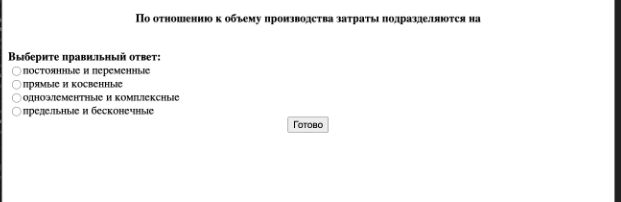 По отношению к объему производства затраты подразделяются на
Выберите правильный ответ:
постоянные и переменные
прямые и косвенные
одноэлементные и комплексные
предельные и бесконечные
Готово